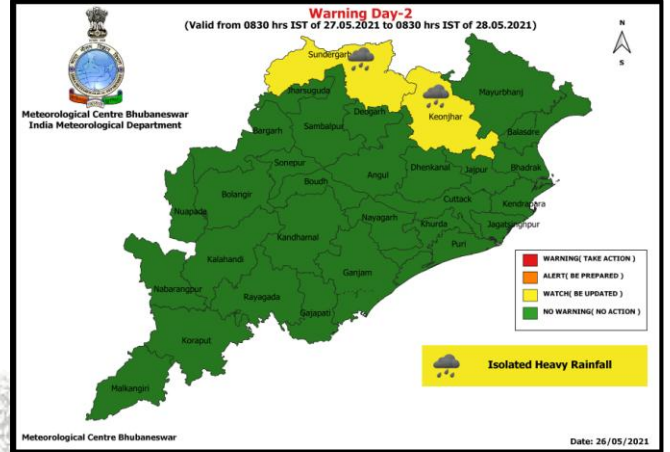 Warning Day-2
(Valid from 0830 hrs IST of 27.05.2021 to 0830 hrs IST of 28.05.2021)
N
S
Meteorological Centre Bhubaneswar
India Meteorological Department
Sundergarh
Jharsuguda
Mayurbhanj
Deogarh
Keonjhar
Sambalpur
Bargarh
Balasore
Sonepur
Angul
Dhenkanal
Jajpur
Bhadrak
Boudh
Bolangir
Cuttack
Kendrapara
Nuapada
Nayagarh
Khurda
Jagatsinghpur
Kandhamal
Puri
Kalahandi
Ganjam
Nabarangpur
Rayagada
Gajapati
Koraput
Malkangiri
WARNING( TAKE ACTION )
ALERT( BE PREPARED )
WATCH( BE UPDATED )
NO WARNING( NO ACTION )
Isolated Heavy Rainfall
Meteorological Centre Bhubaneswar
Date: 26/05/2021